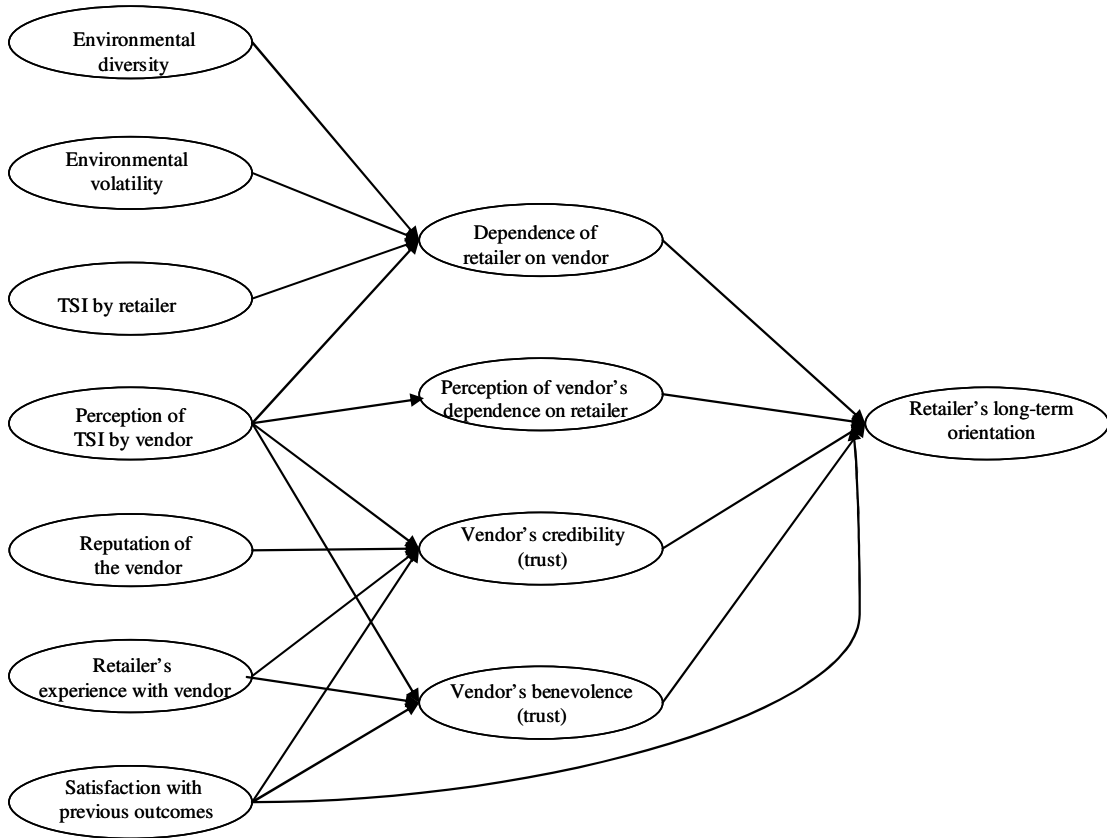 Environmental
diversity
Environmental
volatility
TSI by retailer
Perception of
TSI by vendor
Reputation of
the vendor
Retailer's
experience with vendor
Satisfaction with
previous outcomes
Dependence of
retailer on vendor
Perception of vendor's
dependence on retailer
Vendor's credibility
(trust)
Vendor's benevolence
(trust)
Retailer's long-term
orientation